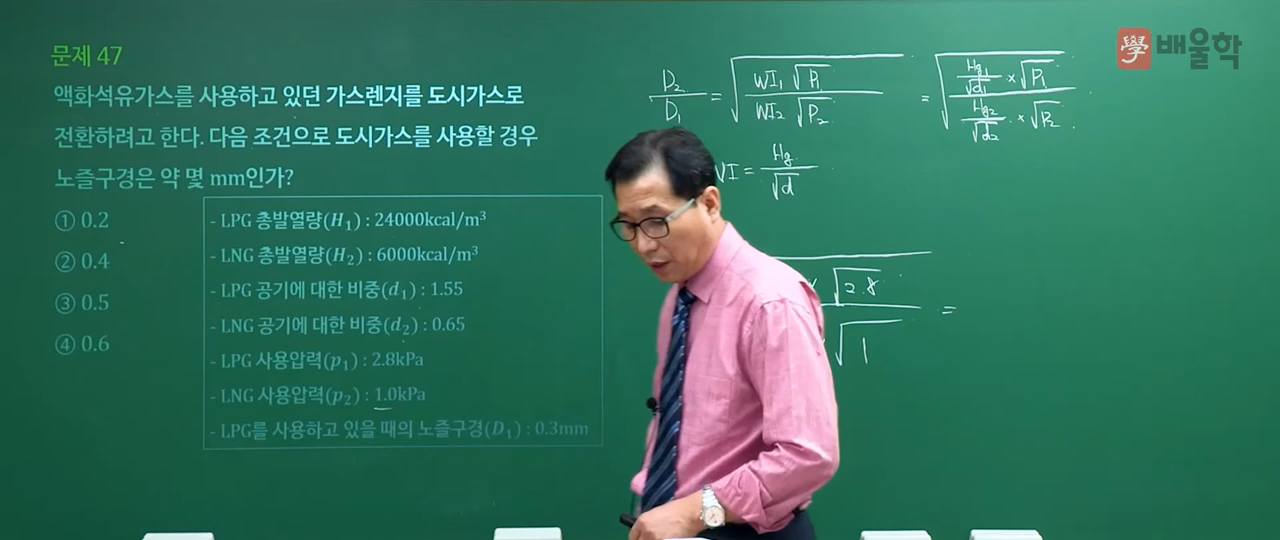 문제 47
액화석유가스를 사용하고 있던 가스렌지를 도시가스로
전환하려고 한다. 다음 조건으로 도시가스를 사용할 경우
노즐구경은 약 몇 mm인가?
① 0.2
② 0.4
③ 0.5
④ 0.6
- LPG 총발열량(H₁) : 24000kcal/m³
- LNG 총발열량(H₂) : 6000kcal/m³
- LPG 공기에 대한 비중(d₁) : 1.55
- LNG 공기에 대한 비중(d₂) : 0.65
- LPG 사용압력(p₁) : 2.8kPa
- LNG 사용압력(p₂) : 1.0kPa
- LPG를 사용하고 있을 때의 노즐구경(D₁) : 0.3mm
學 배울학
D₂/D₁ = √(WI₁ √P₁ / WI₂ √P₂) = √(Hg₁/√d₁ × √P₁ / Hg₂/√d₂ × √P₂)
I = Hg/√d
√2.8 / √1 =